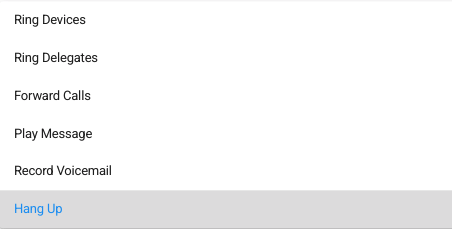 Ring Devices
Ring Delegates
Forward Calls
Play Message
Record Voicemail
Hang Up